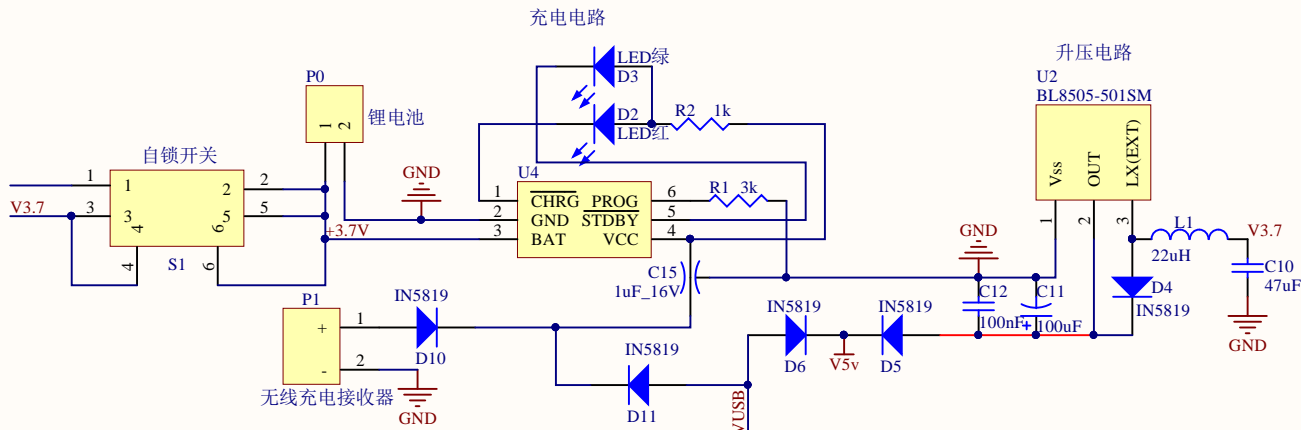 充电电路
升压电路
P0
1
2
锂电池
LED绿
D3
D2
LED红
R2
1k
U2
BL8505-501SM
Vss
OUT
LX(EXT)
1
2
3
自锁开关
1
1
V3.7
3
3
4
4
2
2
5
5
6
6
S1
+3.7V
GND
U4
1
CHRG
2
GND
3
BAT
PROG
6
STDBY
5
VCC
4
R1
3k
C15
1uF_16V
GND
C12
100nF
C11
+
100uF
L1
22uH
V3.7
D4
IN5819
C10
47uF
GND
P1
+
1
-
2
无线充电接收器
GND
IN5819
D10
IN5819
D11
VUSB
IN5819
D6
V5v
IN5819
D5